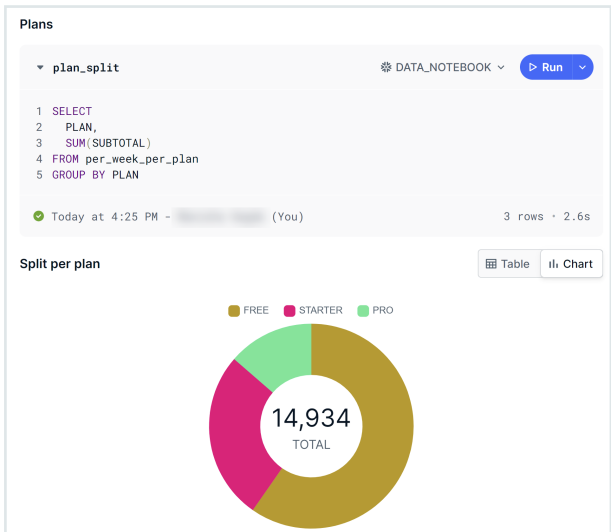 Plans
plan_split DATA_NOTEBOOK Run
1 SELECT
2 PLAN,
3 SUM(SUBTOTAL)
4 FROM per_week_per_plan
5 GROUP BY PLAN
Today at 4:25 PM - (You) 3 rows · 2.6s
Split per plan Table Chart
FREE STARTER PRO
14,934
TOTAL